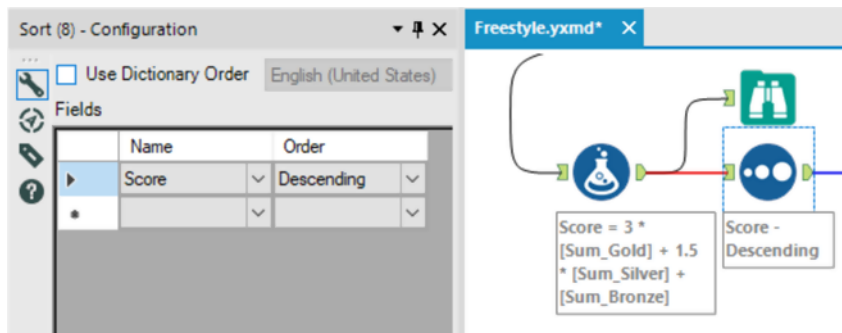 Sort (8) - Configuration
Use Dictionary Order
English (United States)
Fields
Name
Order
Score
Descending
Freestyle.yxmd*
Score = 3 *
[Sum_Gold] + 1.5
* [Sum_Silver] +
[Sum_Bronze]
Score -
Descending